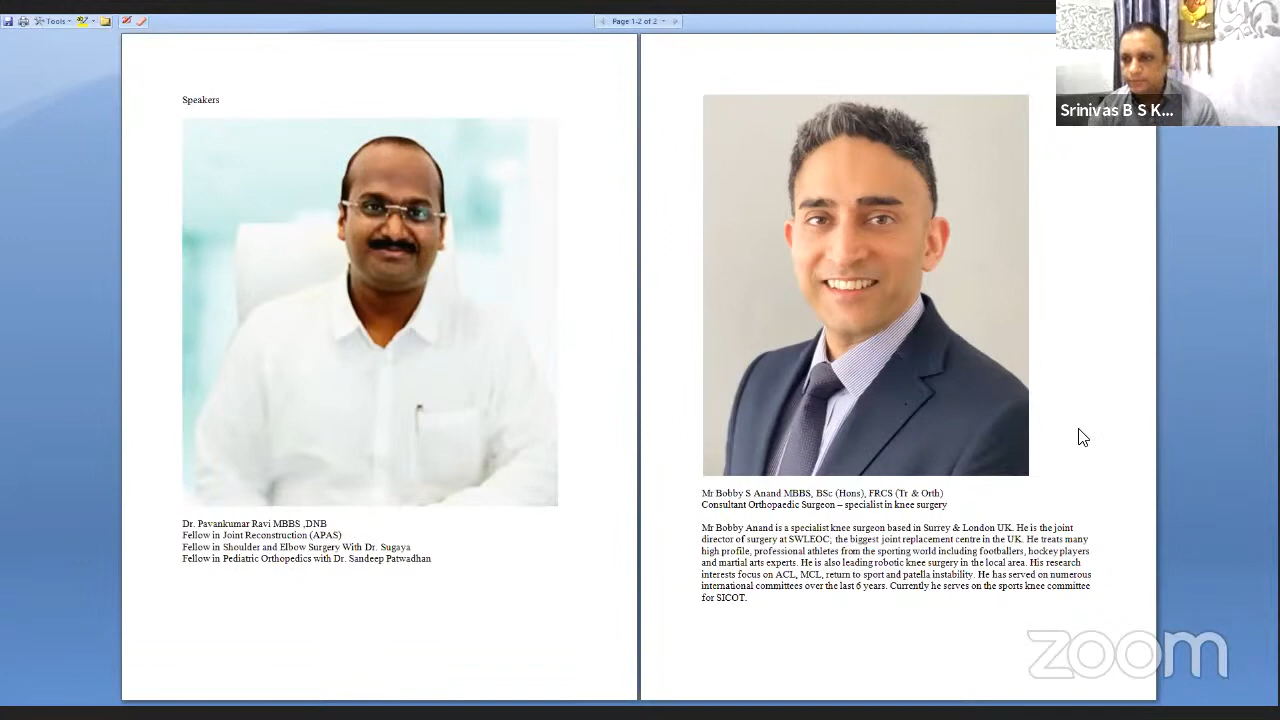 Tools
Page 1-2 of 2
Srinivas B S K...
Speakers
Dr. Pavankumar Ravi MBBS ,DNB
Fellow in Joint Reconstruction (APAS)
Fellow in Shoulder and Elbow Surgery With Dr. Sugaya
Fellow in Pediatric Orthopedics with Dr. Sandeep Patwadhan
Mr Bobby S Anand MBBS, BSc (Hons), FRCS (Tr & Orth)
Consultant Orthopaedic Surgeon – specialist in knee surgery
Mr Bobby Anand is a specialist knee surgeon based in Surrey & London UK. He is the joint
director of surgery at SWLEOC; the biggest joint replacement centre in the UK. He treats many
high profile, professional athletes from the sporting world including footballers, hockey players
and martial arts experts. He is also leading robotic knee surgery in the local area. His research
interests focus on ACL, MCL, return to sport and patella instability. He has served on numerous
international committees over the last 6 years. Currently he serves on the sports knee committee
for SICOT.
zoom